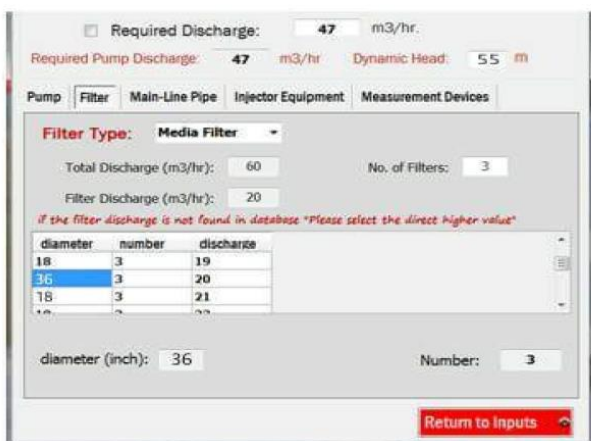 Required Discharge: 47 m3/hr.
Required Pump Discharge: 47 m3/hr Dynamic Head: 55 m
Pump Filter Main-Line Pipe Injector Equipment Measurement Devices
Filter Type: Media Filter
Total Discharge (m3/hr): 60 No. of Filters: 3
Filter Discharge (m3/hr): 20
if the filter discharge is not found in database "Please select the direct higher value"
diameter number discharge
18 3 19
36 3 20
18 3 21
diameter (inch): 36 Number: 3
Return to Inputs